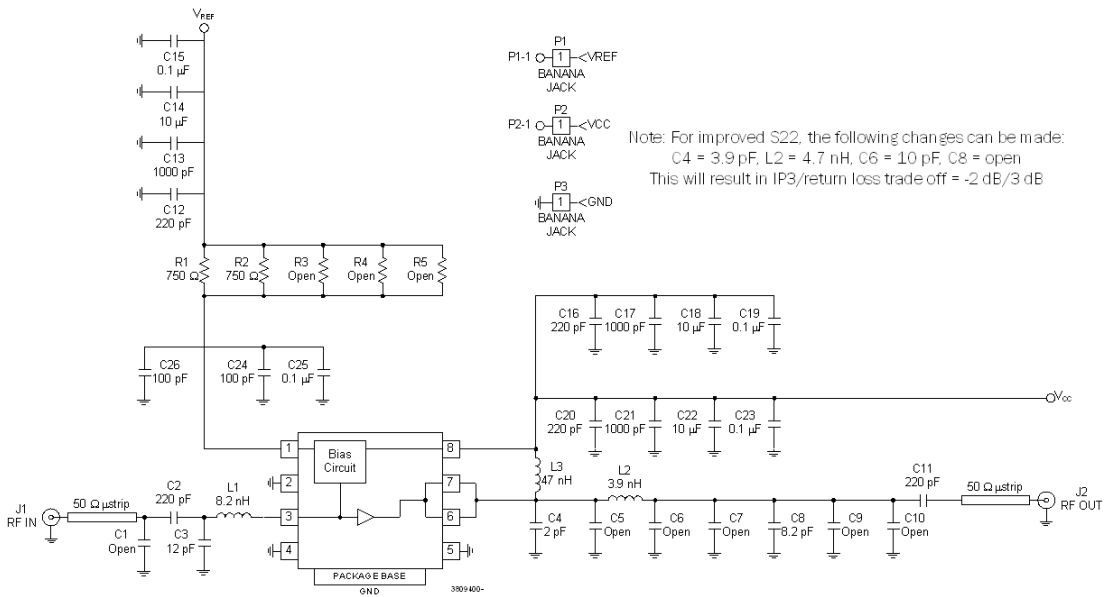 VREF
C15
0.1 µF
C14
10 µF
C13
1000 pF
C12
220 pF
P1
P1-1 1 VREF
BANANA
JACK
P2
P2-1 1 VCC
BANANA
JACK
P3
1 GND
BANANA
JACK
Note: For improved S22, the following changes can be made:
C4 = 3.9 pF, L2 = 4.7 nH, C6 = 10 pF, C8 = open
This will result in IP3/return loss trade off = -2 dB/3 dB
R1
750 Ω
R2
750 Ω
R3
Open
R4
Open
R5
Open
C26
100 pF
C24
100 pF
C25
0.1 µF
C16
220 pF
C17
1000 pF
C18
10 µF
C19
0.1 µF
VCC
C20
220 pF
C21
1000 pF
C22
10 µF
C23
0.1 µF
1
2
3
4
Bias
Circuit
8
7
6
5
PACKAGE BASE
GND
3809400-
J1
RF IN
50 Ω µstrip
C1
Open
C2
220 pF
C3
12 pF
L1
8.2 nH
L3
47 nH
L2
3.9 nH
C4
2 pF
C5
Open
C6
Open
C7
Open
C8
8.2 pF
C9
Open
C10
Open
C11
220 pF
50 Ω µstrip
J2
RF OUT